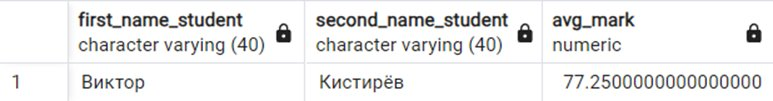 first_name_student second_name_student avg_mark
character varying (40) character varying (40) numeric
1 Виктор Кистирёв 77.2500000000000000